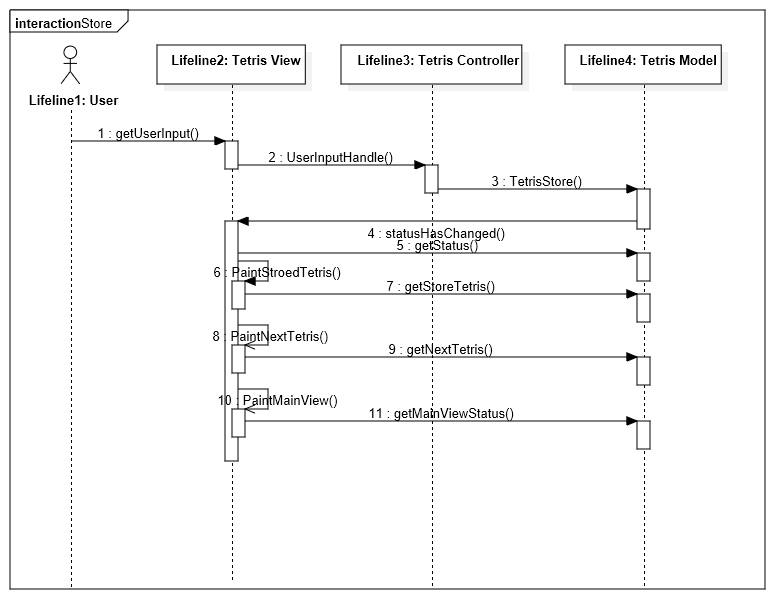 interactionStore
Lifeline2: Tetris View
Lifeline3: Tetris Controller
Lifeline4: Tetris Model
Lifeline1: User
1 : getUserInput()
2 : UserInputHandle()
3 : TetrisStore()
4 : statusHasChanged()
5 : getStatus()
6 : PaintStroedTetris()
7 : getStoreTetris()
8 : PaintNextTetris()
9 : getNextTetris()
10 : PaintMainView()
11 : getMainViewStatus()